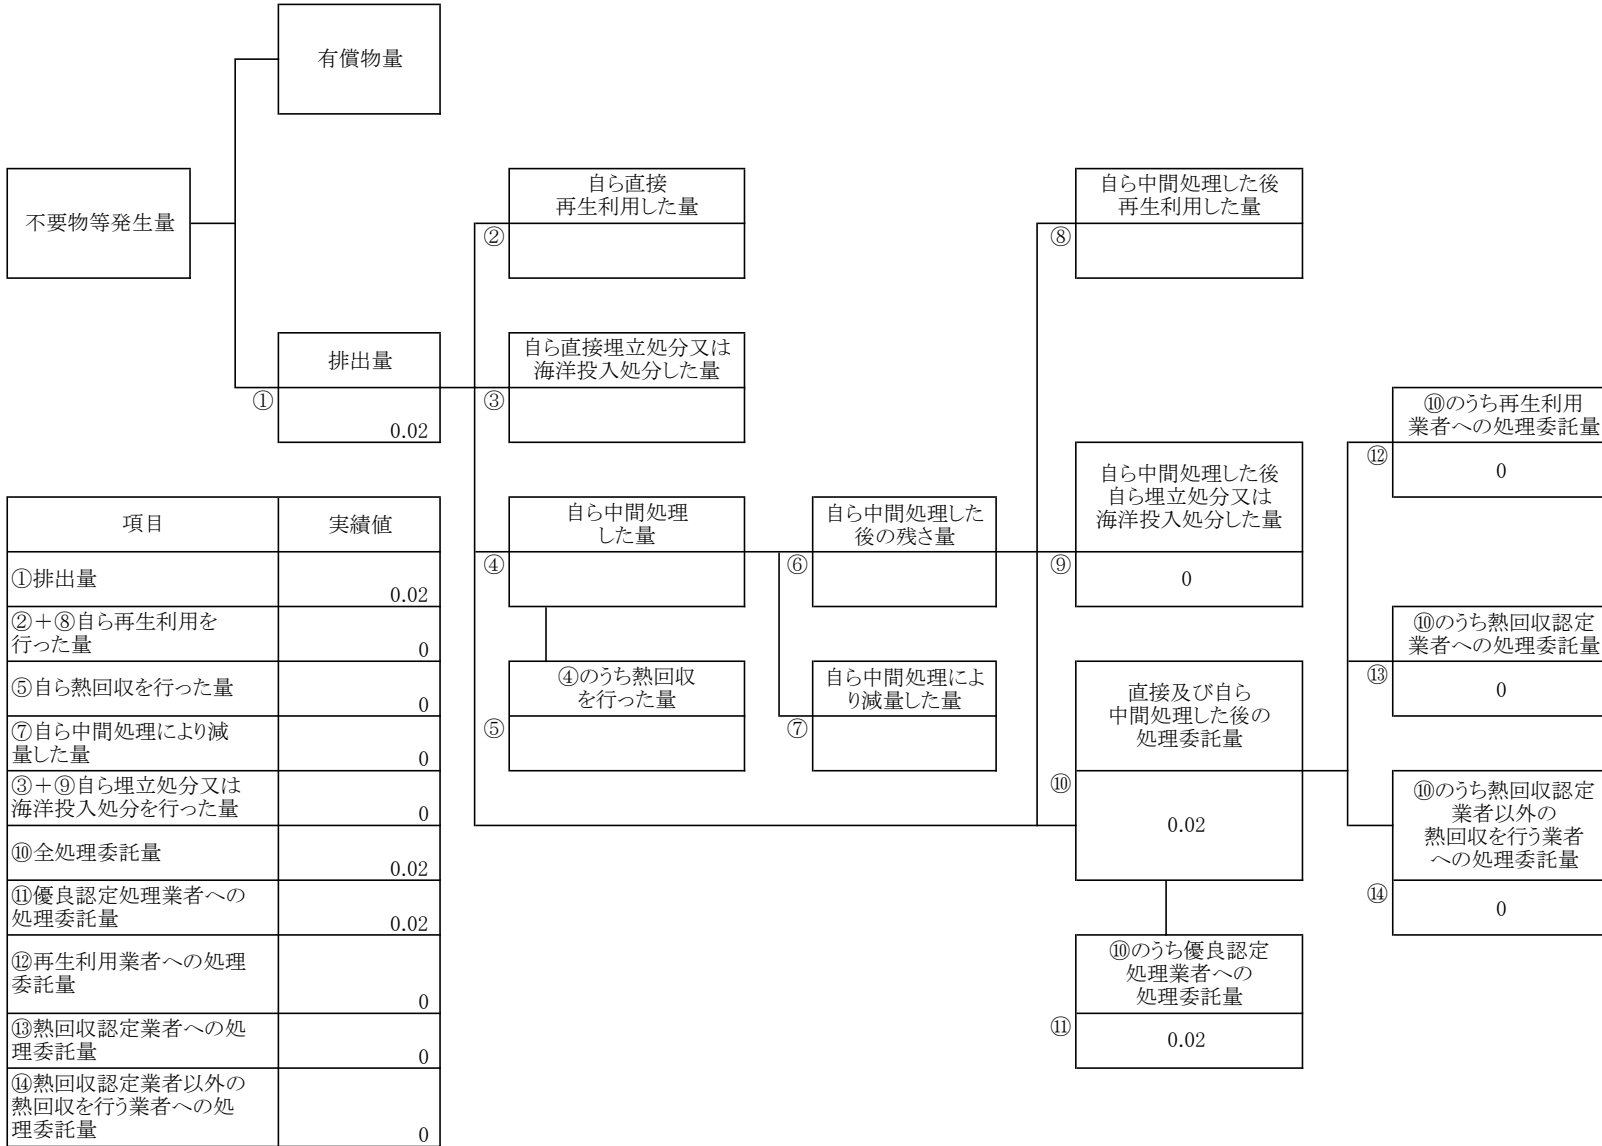 有償物量
不要物等発生量
自ら直接
再生利用した量
②
自ら中間処理した後
再生利用した量
⑧
排出量
①
0.02
自ら直接埋立処分又は
海洋投入処分した量
③
⑩のうち再生利用
業者への処理委託量
⑫
0
自ら中間処理
した量
④
自ら中間処理した
後の残さ量
⑥
自ら中間処理した後
自ら埋立処分又は
海洋投入処分した量
⑨
0
⑩のうち熱回収認定
業者への処理委託量
⑬
0
④のうち熱回収
を行った量
⑤
自ら中間処理によ
り減量した量
⑦
直接及び自ら
中間処理した後の
処理委託量
⑩
0.02
⑩のうち熱回収認定
業者以外の
熱回収を行う業者
への処理委託量
⑭
0
⑩のうち優良認定
処理業者への
処理委託量
⑪
0.02
項目 実績値
①排出量
0.02
②+⑧自ら再生利用を
行った量 0
⑤自ら熱回収を行った量
0
⑦自ら中間処理により減
量した量 0
③+⑨自ら埋立処分又は
海洋投入処分を行った量 0
⑩全処理委託量
0.02
⑪優良認定処理業者への
処理委託量 0.02
⑫再生利用業者への処理
委託量
0
⑬熱回収認定業者への処
理委託量 0
⑭熱回収認定業者以外の
熱回収を行う業者への処
理委託量 0